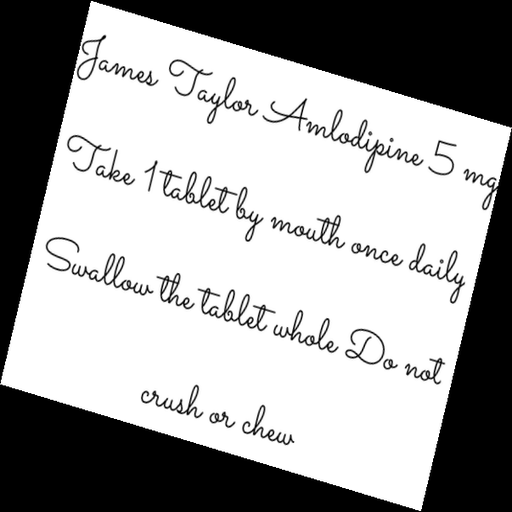 James Taylor Amlodipine 5 mg
Take 1 tablet by mouth once daily
Swallow the tablet whole Do not
crush or chew